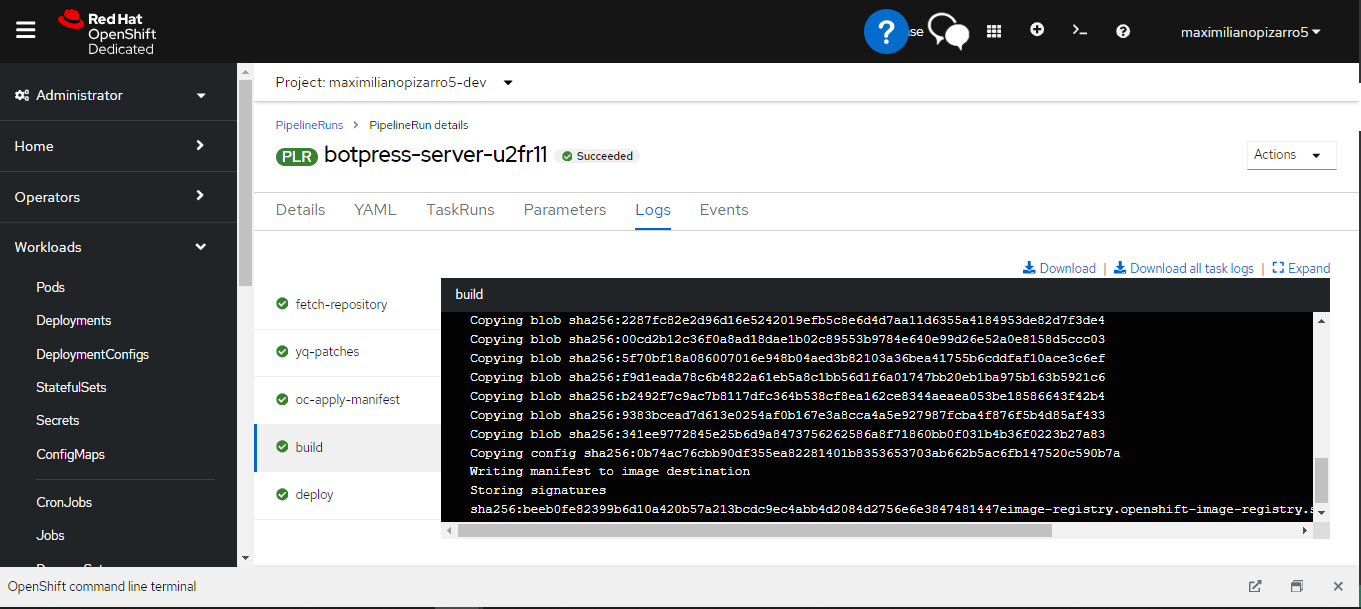 Red Hat
OpenShift
Dedicated
?
se
maximilianopizarro5
Administrator
Home
Operators
Workloads
Pods
Deployments
DeploymentConfigs
StatefulSets
Secrets
ConfigMaps
CronJobs
Jobs
Project: maximilianopizarro5-dev
PipelineRuns > PipelineRun details
PLR botpress-server-u2fr11 Succeeded
Actions
Details YAML TaskRuns Parameters Logs Events
Download | Download all task logs | Expand
fetch-repository
yq-patches
oc-apply-manifest
build
deploy
build
Copying blob sha256:2287fc82e2d96d16e5242019efb5c8e6d4d7aa11d6355a4184953de82d7f3de4
Copying blob sha256:00cd2b12c36f0a8ad18dae1b02c89553b9784e640e99d26e52a0e8158d5ccc03
Copying blob sha256:5f70bf18a086007016e948b04aed3b82103a36bea41755b6cddfaf10ace3c6ef
Copying blob sha256:f9d1eada78c6b4822a61eb5a8c1bb56d1f6a01747bb20eb1ba975b163b5921c6
Copying blob sha256:b2492f7c9ac7b8117dfc364b538cf8ea162ce8344aeaea053be18586643f42b4
Copying blob sha256:9383bcead7d613e0254af0b167e3a8cca4a5e927987fcba4f876f5b4d85af433
Copying blob sha256:341ee9772845e25b6d9a8473756262586a8f71860bb0f031b4b36f0223b27a83
Copying config sha256:0b74ac76cbb90df355ea82281401b8353653703ab662b5ac6fb147520c590b7a
Writing manifest to image destination
Storing signatures
sha256:beeb0fe82399b6d10a420b57a213bcdc9ec4abb4d2084d2756e6e3847481447eimage-registry.openshift-image-registry.s
OpenShift command line terminal